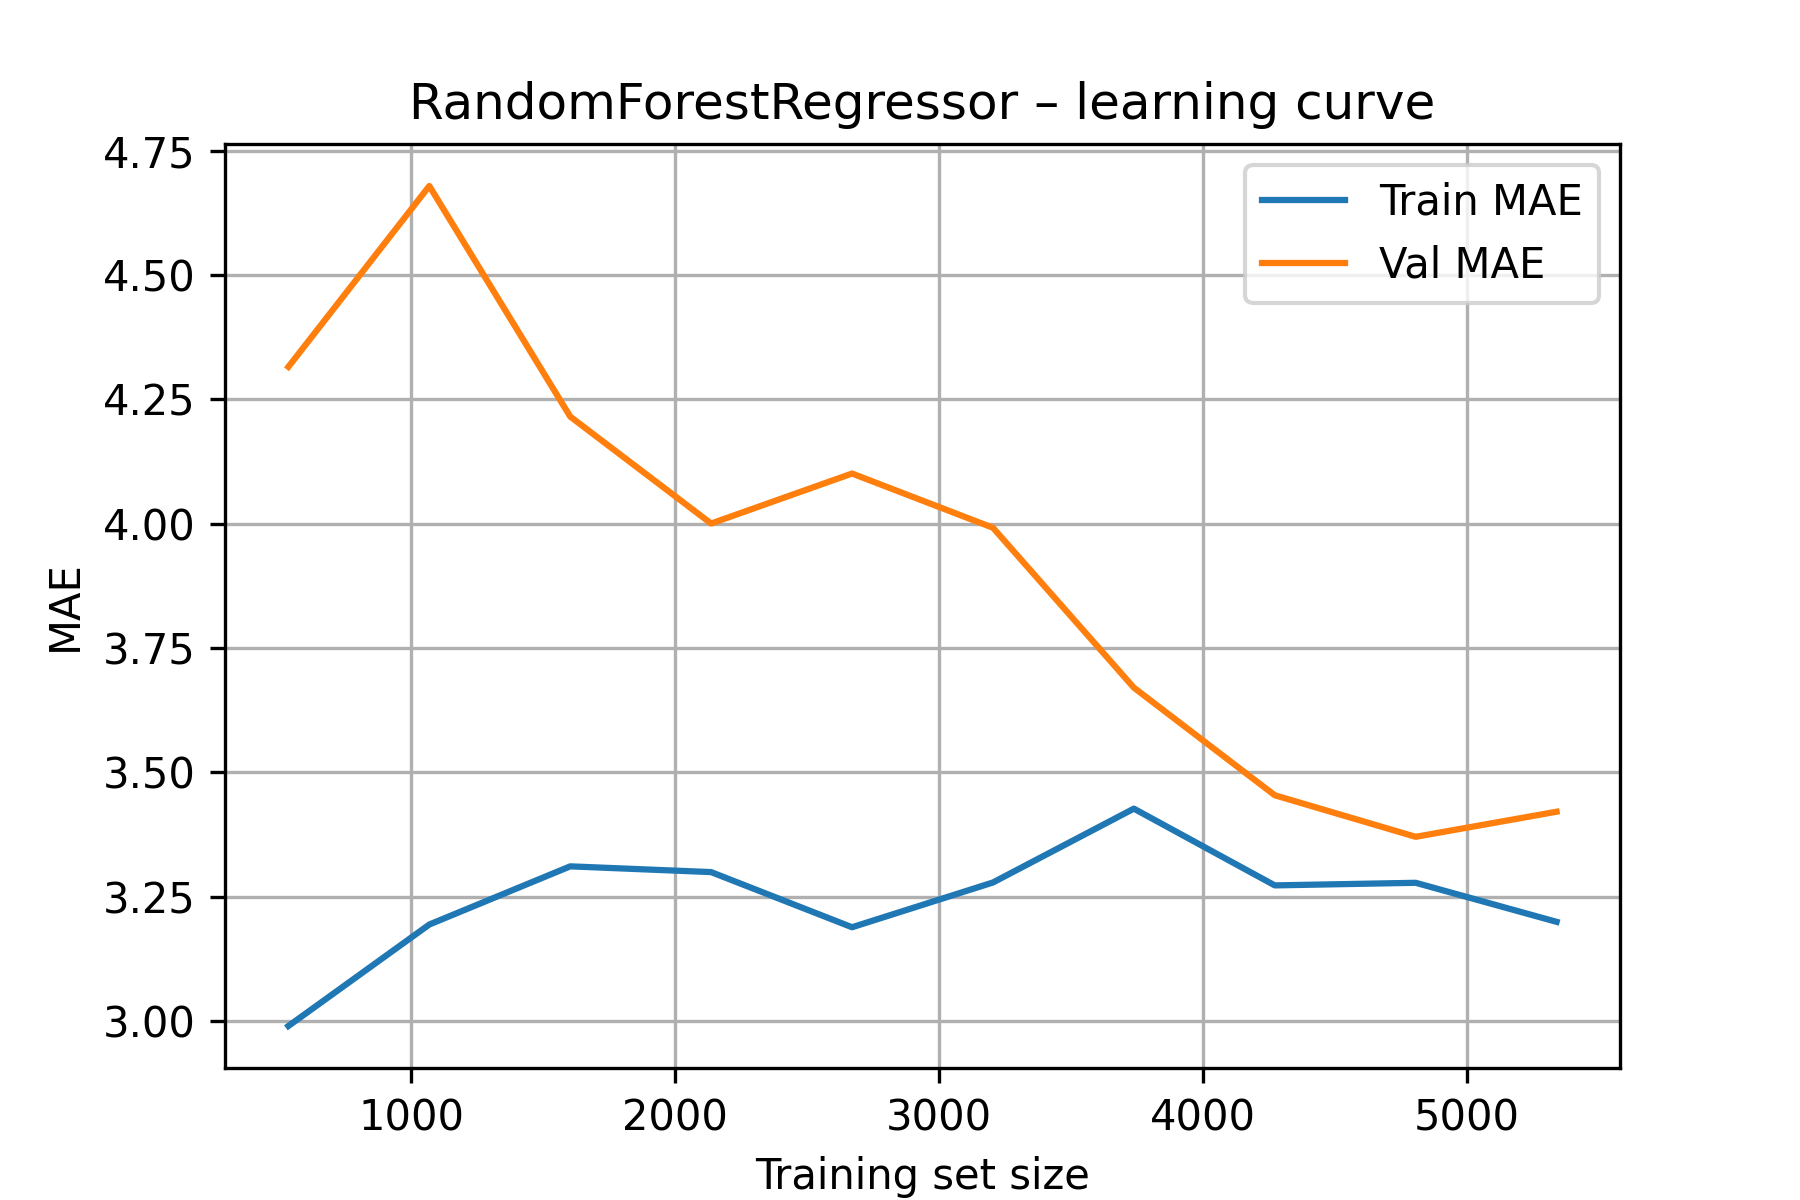 RandomForestRegressor – learning curve
Train MAE
Val MAE
MAE
4.75
4.50
4.25
4.00
3.75
3.50
3.25
3.00
1000 2000 3000 4000 5000
Training set size